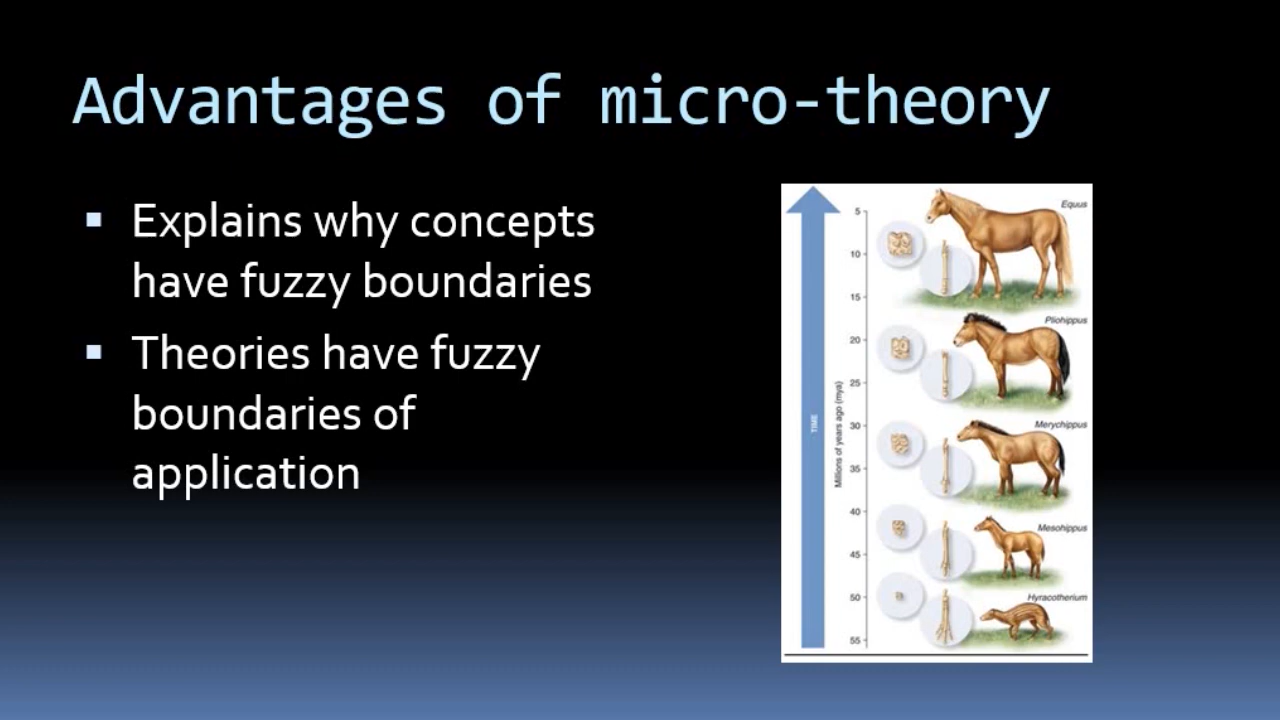 Advantages of micro-theory
▪ Explains why concepts
have fuzzy boundaries
▪ Theories have fuzzy
boundaries of
application
TIME
Millions of years ago (mya)
5
10
15
20
25
30
35
40
45
50
55
Equus
Pliohippus
Merychippus
Mesohippus
Hyracotherium